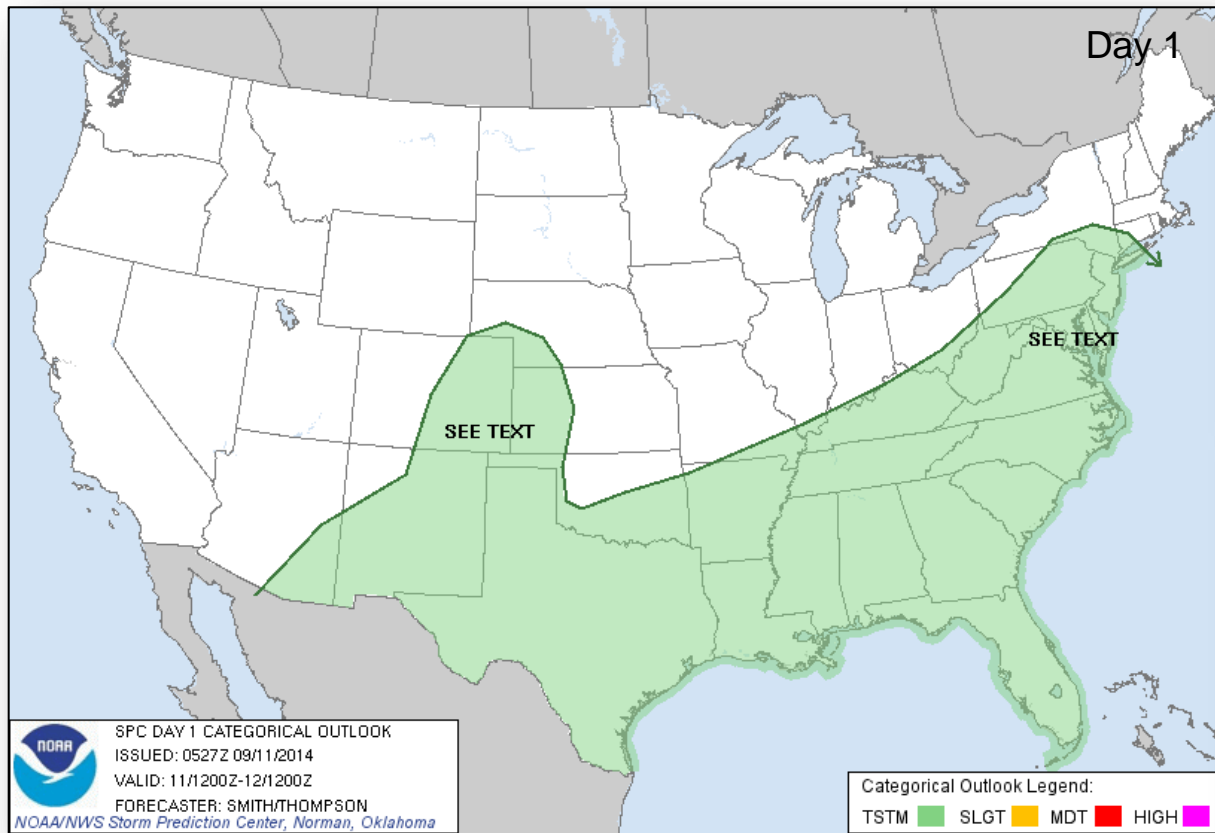 Day 1
SEE TEXT
SEE TEXT
NOAA
SPC DAY 1 CATEGORICAL OUTLOOK
ISSUED: 0527Z 09/11/2014
VALID: 11/1200Z-12/1200Z
FORECASTER: SMITH/THOMPSON
NOAA/NWS Storm Prediction Center, Norman, Oklahoma
Categorical Outlook Legend:
TSTM SLGT MDT HIGH